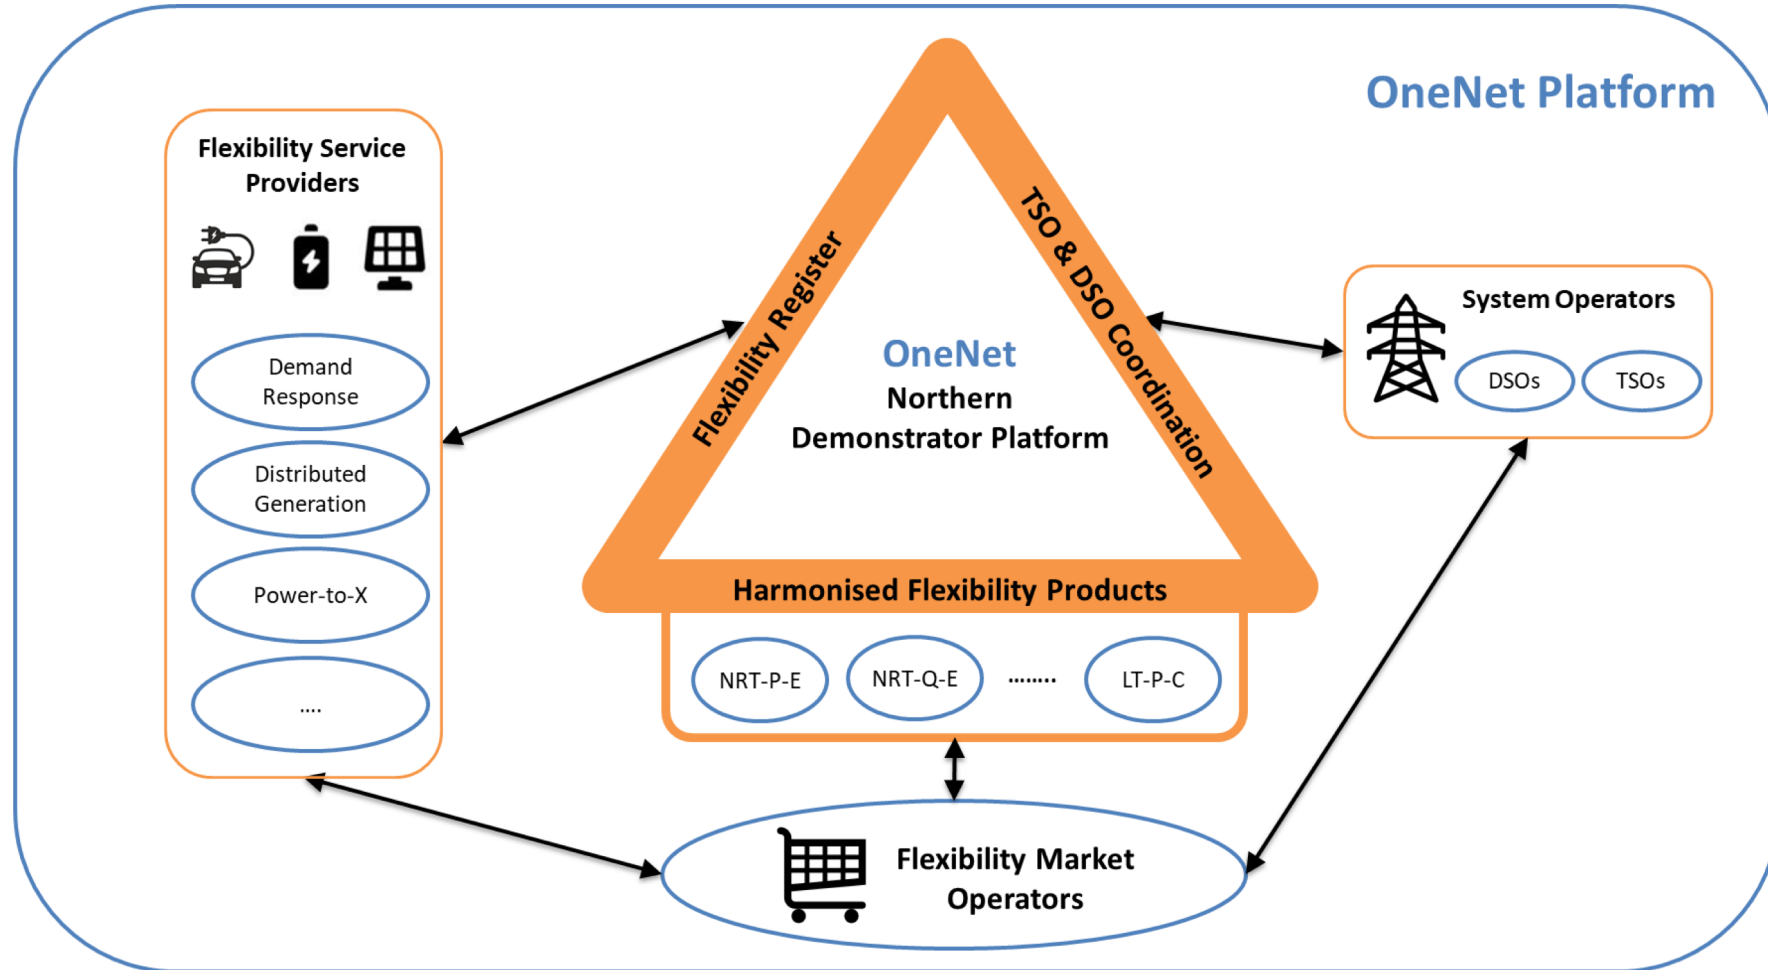 OneNet Platform
Flexibility Service
Providers
Demand
Response
Distributed
Generation
Power-to-X
....
Flexibility Register
TSO & DSO Coordination
OneNet
Northern
Demonstrator Platform
Harmonised Flexibility Products
NRT-P-E
NRT-Q-E
........
LT-P-C
System Operators
DSOs
TSOs
Flexibility Market
Operators